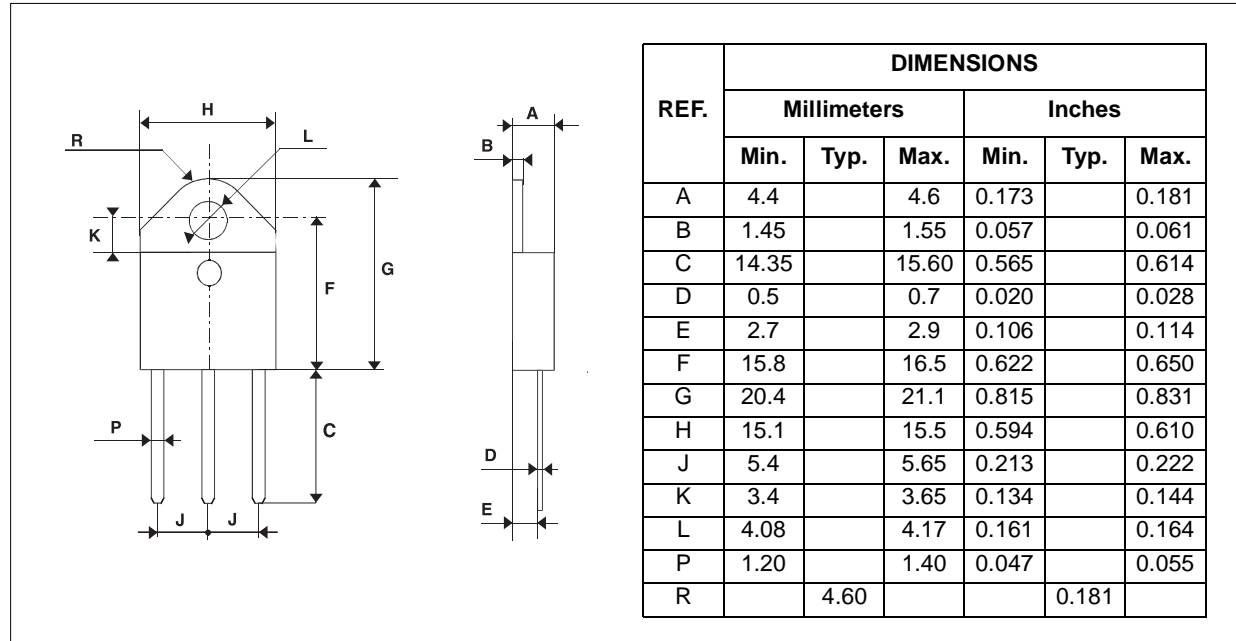 H
A
R
L
B
K
G
F
P
C
D
J J
E
DIMENSIONS
REF. Millimeters Inches
Min. Typ. Max. Min. Typ. Max.
A 4.4 4.6 0.173 0.181
B 1.45 1.55 0.057 0.061
C 14.35 15.60 0.565 0.614
D 0.5 0.7 0.020 0.028
E 2.7 2.9 0.106 0.114
F 15.8 16.5 0.622 0.650
G 20.4 21.1 0.815 0.831
H 15.1 15.5 0.594 0.610
J 5.4 5.65 0.213 0.222
K 3.4 3.65 0.134 0.144
L 4.08 4.17 0.161 0.164
P 1.20 1.40 0.047 0.055
R 4.60 0.181